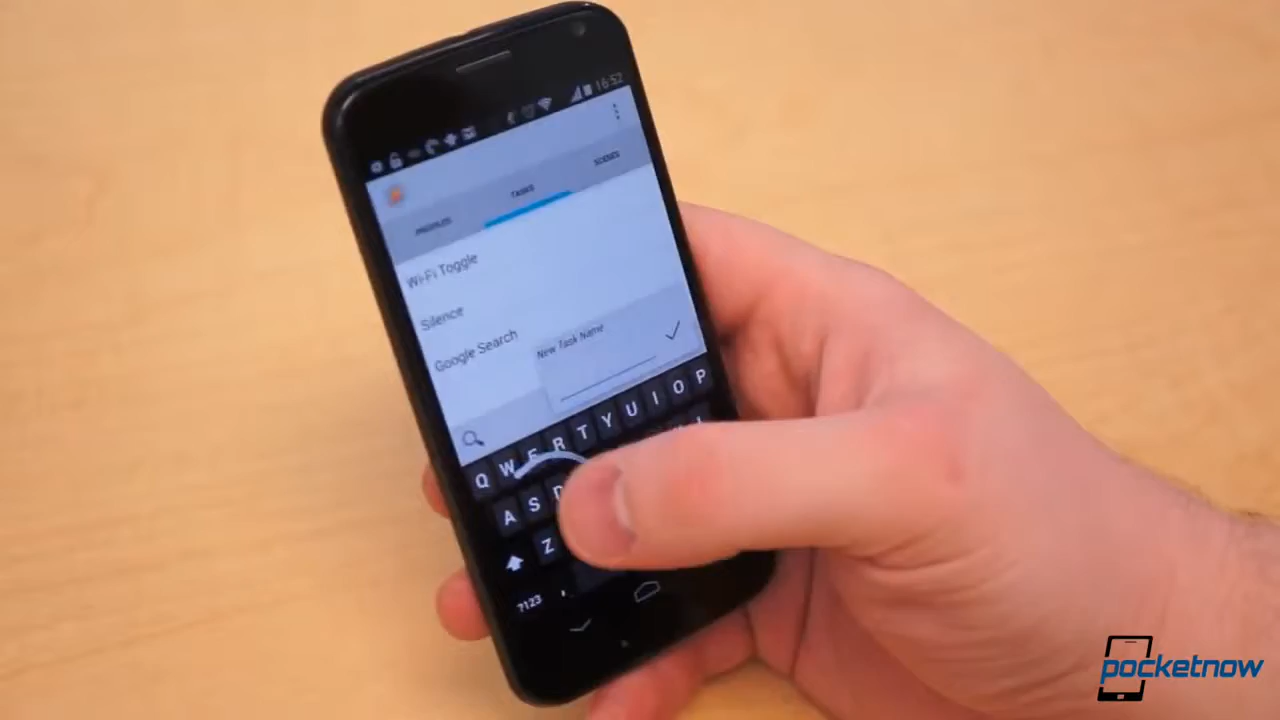 16:52
PROFILES
TASKS
SCENES
Wi-Fi Toggle
Silence
Google Search
New Task Name
Q W E R T Y U I O P
A S D
Z
?123 ,
pocketnow